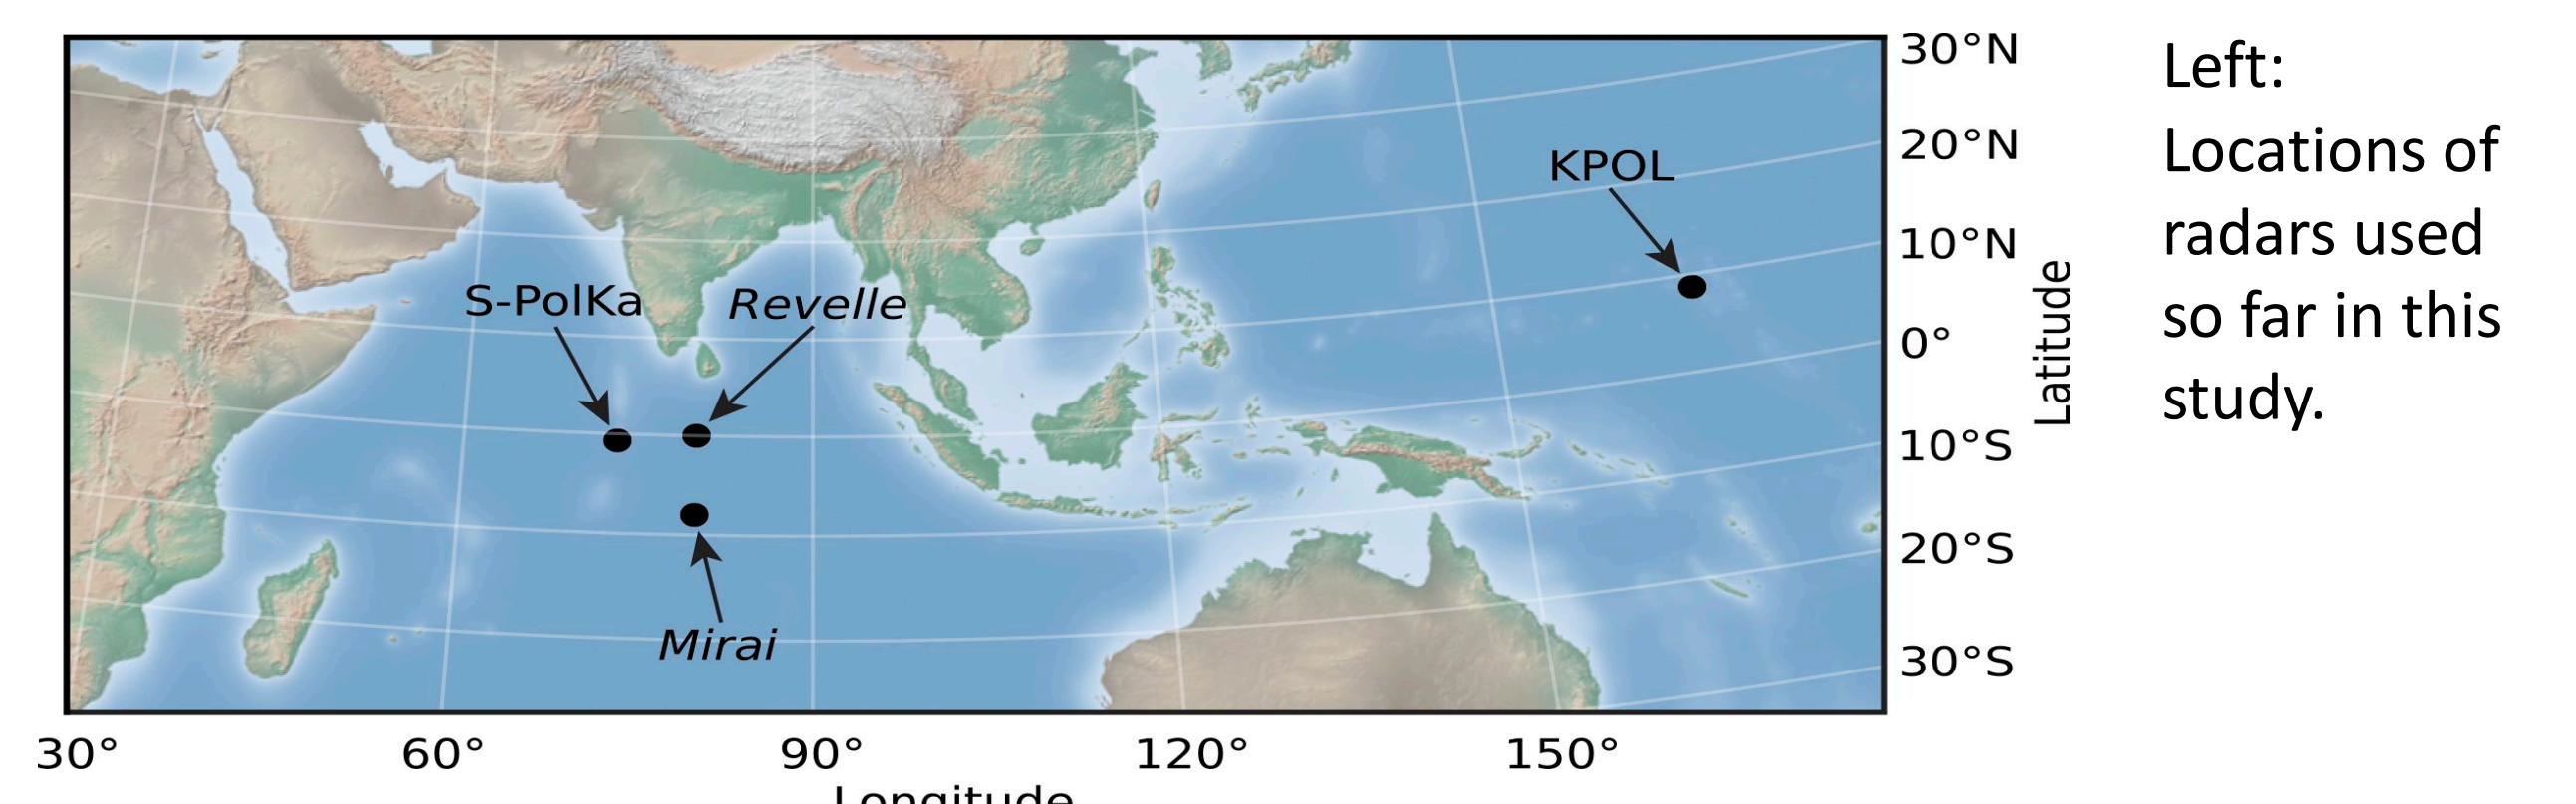 30°N
20°N
10°N
0°
10°S
20°S
30°S
Latitude
KPOL
S-PolKa
Revelle
Mirai
30°
60°
90°
120°
150°
Longitude
Left:
Locations of
radars used
so far in this
study.